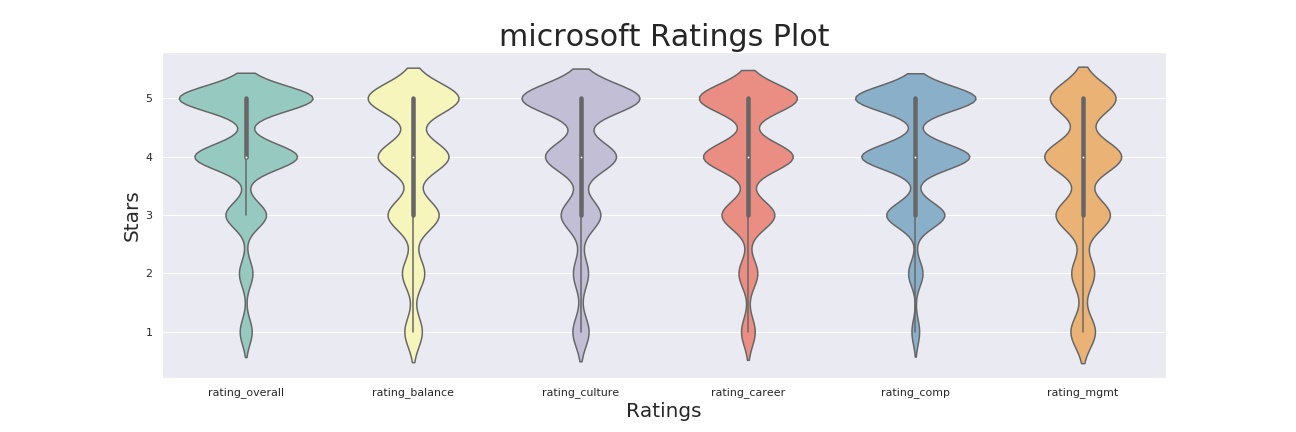 microsoft Ratings Plot
Stars
5
4
3
2
1
rating_overall rating_balance rating_culture rating_career rating_comp rating_mgmt
Ratings